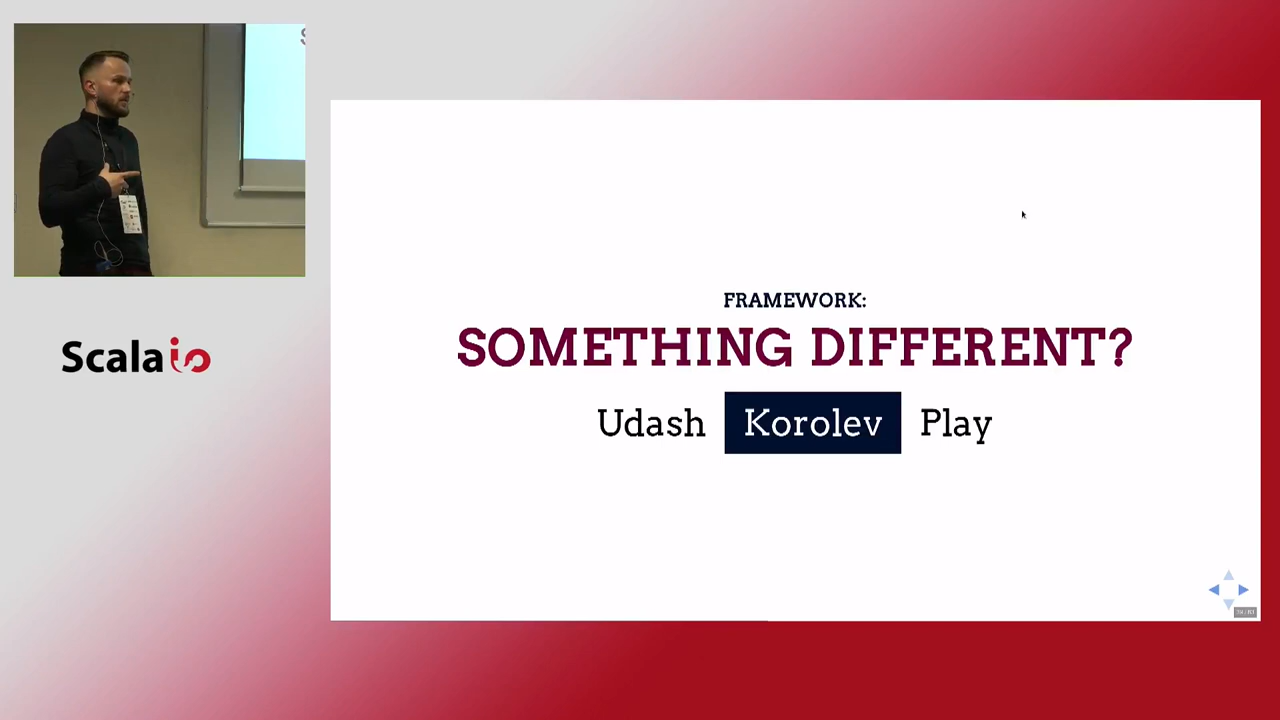 Scala io
FRAMEWORK:
SOMETHING DIFFERENT?
Udash Korolev Play